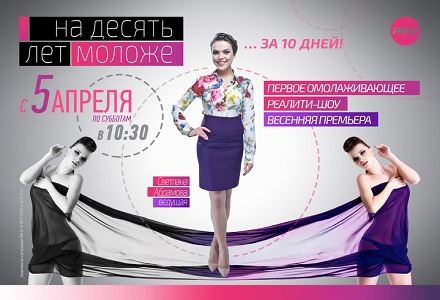 на десять
лет моложе
... за 10 дней!
РЕН
с 5 апреля
по субботам
в 10:30
Первое омолаживающее
реалити-шоу
Весенняя премьера
Светлана
Абрамова
ведущая